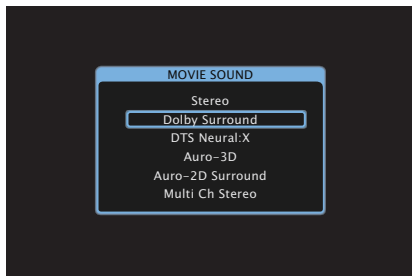 MOVIE SOUND
Stereo
Dolby Surround
DTS Neural:X
Auro-3D
Auro-2D Surround
Multi Ch Stereo